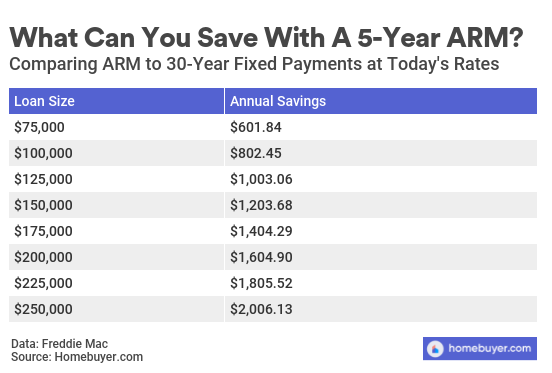 What Can You Save With A 5-Year ARM?
Comparing ARM to 30-Year Fixed Payments at Today's Rates
Loan Size Annual Savings
$75,000 $601.84
$100,000 $802.45
$125,000 $1,003.06
$150,000 $1,203.68
$175,000 $1,404.29
$200,000 $1,604.90
$225,000 $1,805.52
$250,000 $2,006.13
Data: Freddie Mac
Source: Homebuyer.com
homebuyer.com